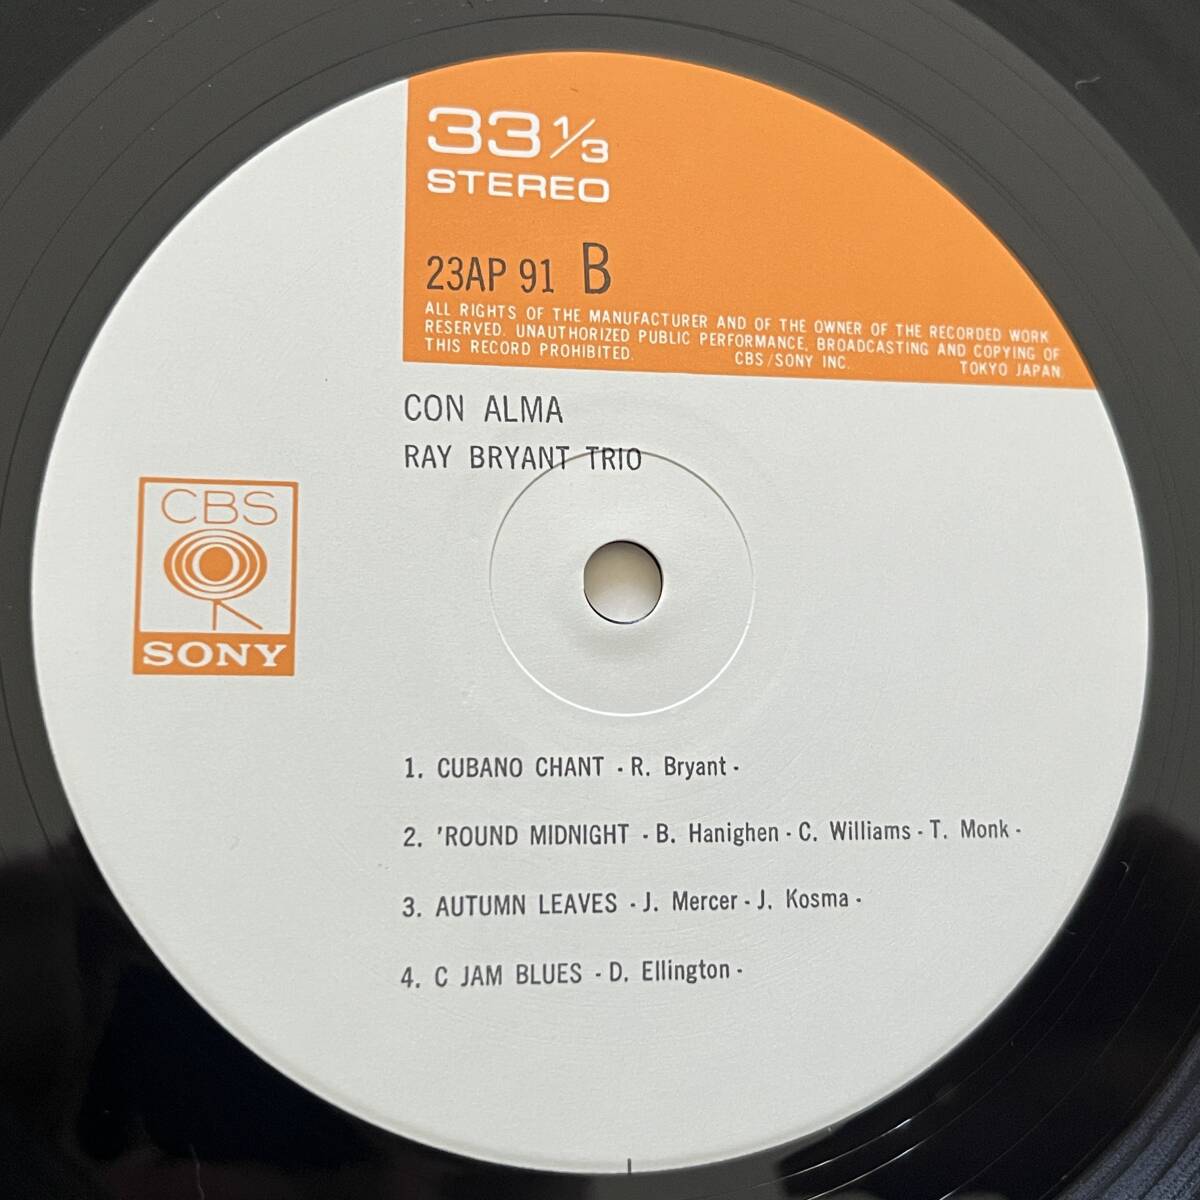 33 1/3
STEREO
23AP 91 B
ALL RIGHTS OF THE MANUFACTURER AND OF THE OWNER OF THE RECORDED WORK
RESERVED. UNAUTHORIZED PUBLIC PERFORMANCE, BROADCASTING AND COPYING OF
THIS RECORD PROHIBITED. CBS/SONY INC. TOKYO JAPAN.
CON ALMA
RAY BRYANT TRIO
CBS
SONY
1. CUBANO CHANT - R. Bryant -
2. 'ROUND MIDNIGHT - B. Hanighen - C. Williams - T. Monk -
3. AUTUMN LEAVES - J. Mercer - J. Kosma -
4. C JAM BLUES - D. Ellington -